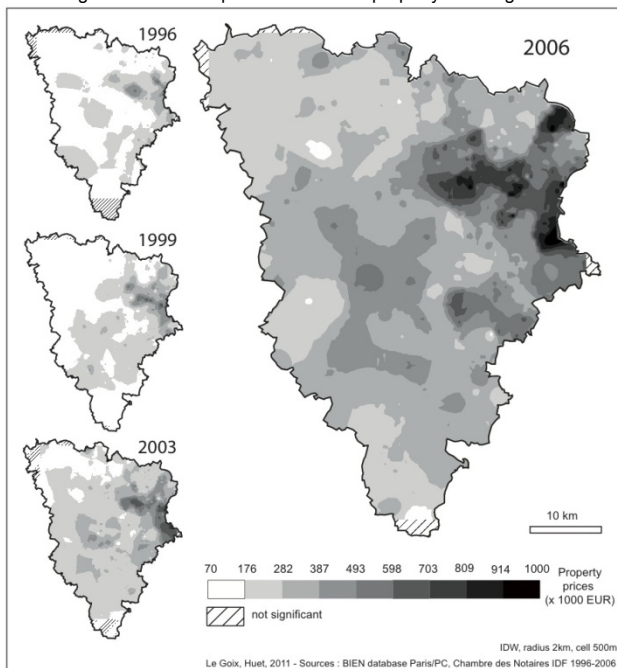 1996
2006
1999
2003
10 km
70 176 282 387 493 598 703 809 914 1000
Property
prices
(x 1000 EUR)
not significant
IDW, radius 2km, cell 500m
Le Goix, Huet, 2011 - Sources : BIEN database Paris/PC, Chambre des Notaires IDF 1996-2006